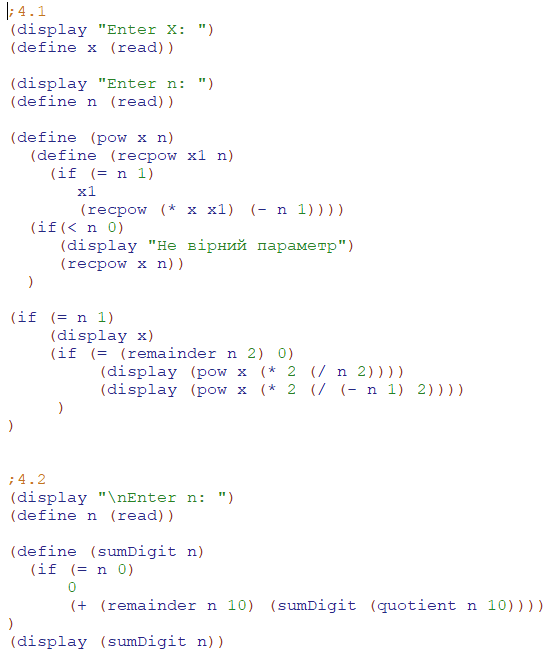 ;4.1
(display "Enter X: ")
(define x (read))

(display "Enter n: ")
(define n (read))

(define (pow x n)
  (define (recpow x1 n)
    (if (= n 1)
       x1
       (recpow (* x x1) (- n 1))))
  (if(< n 0)
     (display "Не вірний параметр")
     (recpow x n))
  )

(if (= n 1)
    (display x)
    (if (= (remainder n 2) 0)
         (display (pow x (* 2 (/ n 2))))
         (display (pow x (* 2 (/ (- n 1) 2))))
     )
)

;4.2
(display "\nEnter n: ")
(define n (read))

(define (sumDigit n)
  (if (= n 0)
      0
      (+ (remainder n 10) (sumDigit (quotient n 10))))
)
(display (sumDigit n))